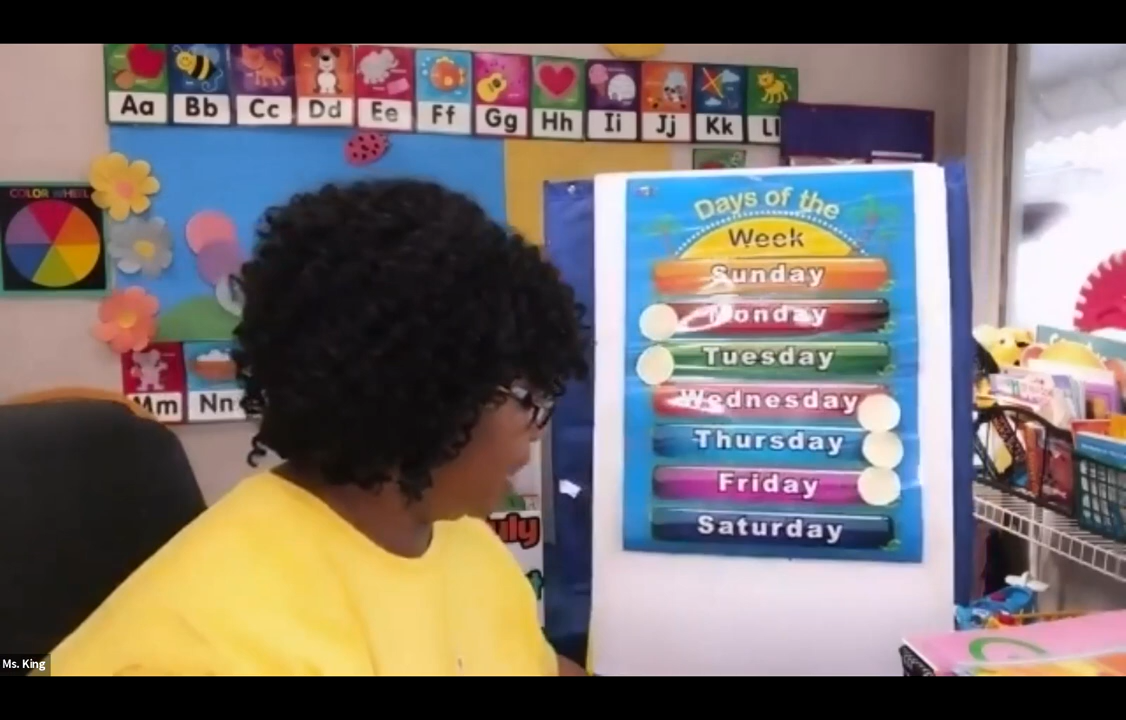 Aa Bb Cc Dd Ee Ff Gg Hh Ii Jj Kk Ll
COLOR WHEEL
Days of the
Week
Sunday
Monday
Tuesday
Wednesday
Thursday
Friday
Saturday
Mm Nn
uly
Ms. King